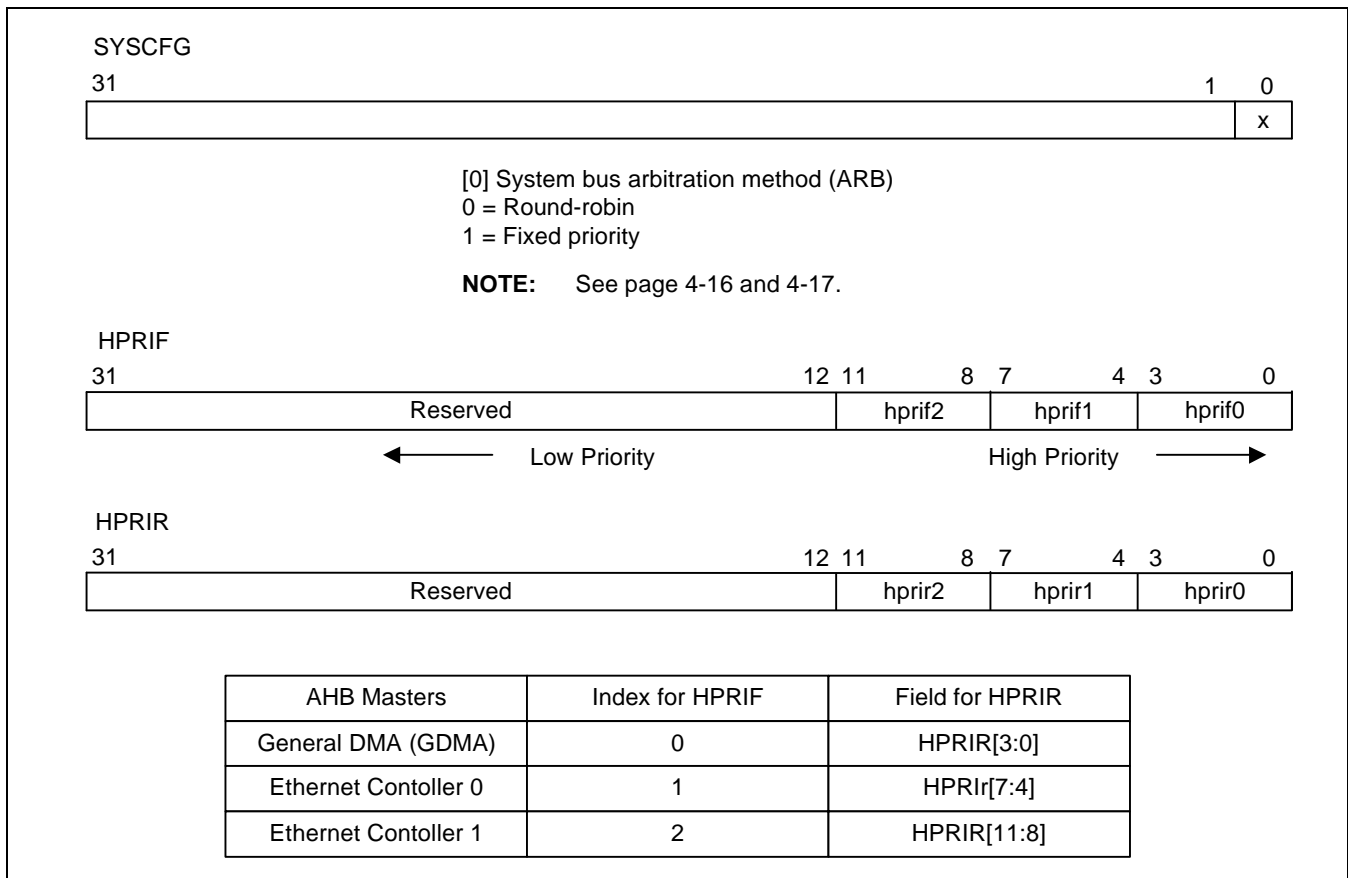 SYSCFG
31 1 0
x
[0] System bus arbitration method (ARB)
0 = Round-robin
1 = Fixed priority
NOTE: See page 4-16 and 4-17.
HPRIF
31 12 11 8 7 4 3 0
Reserved hprif2 hprif1 hprif0
Low Priority High Priority
HPRIR
31 12 11 8 7 4 3 0
Reserved hprir2 hprir1 hprir0
AHB Masters Index for HPRIF Field for HPRIR
General DMA (GDMA) 0 HPRIR[3:0]
Ethernet Contoller 0 1 HPRIr[7:4]
Ethernet Contoller 1 2 HPRIR[11:8]